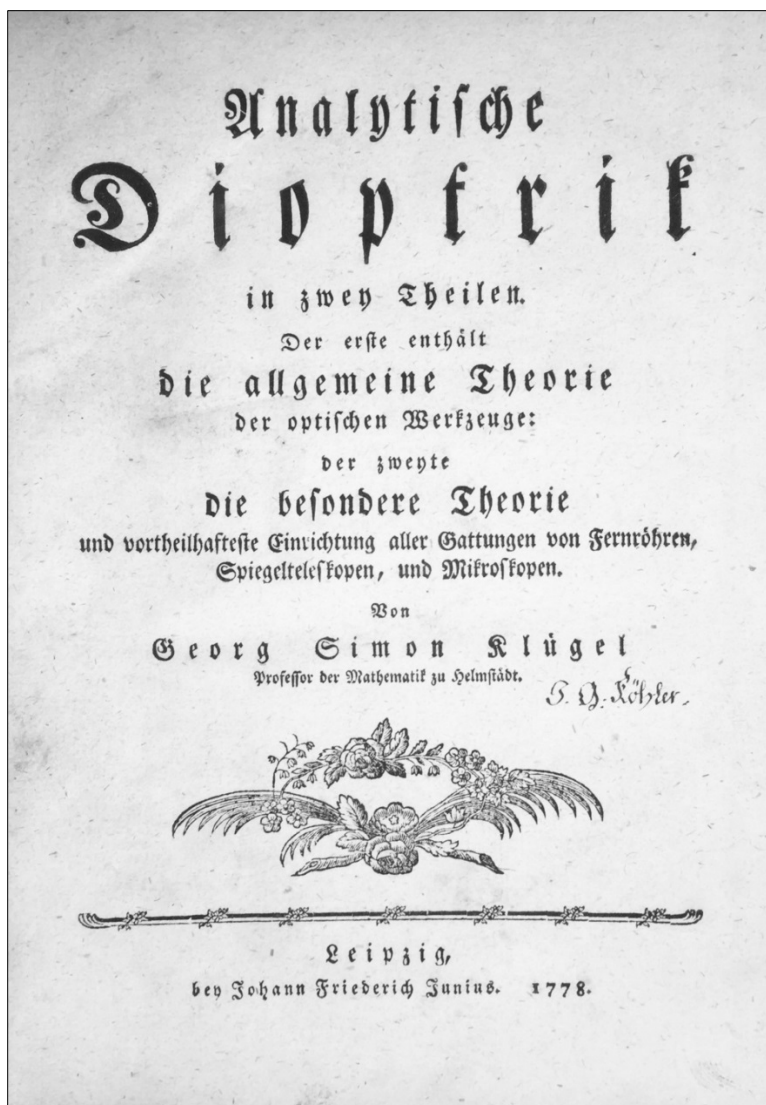 Analytische
Dioptrik
in zwey Theilen.
Der erste enthält
die allgemeine Theorie
der optischen Werkzeuge:
der zweyte
die besondere Theorie
und vortheilhafteste Einrichtung aller Gattungen von Fernröhren,
Spiegelteleskopen, und Mikroskopen.
Von
Georg Simon Klügel
Professor der Mathematik zu Helmstädt.
J. G. Köhler.
Leipzig,
bey Johann Friederich Junius. 1778.